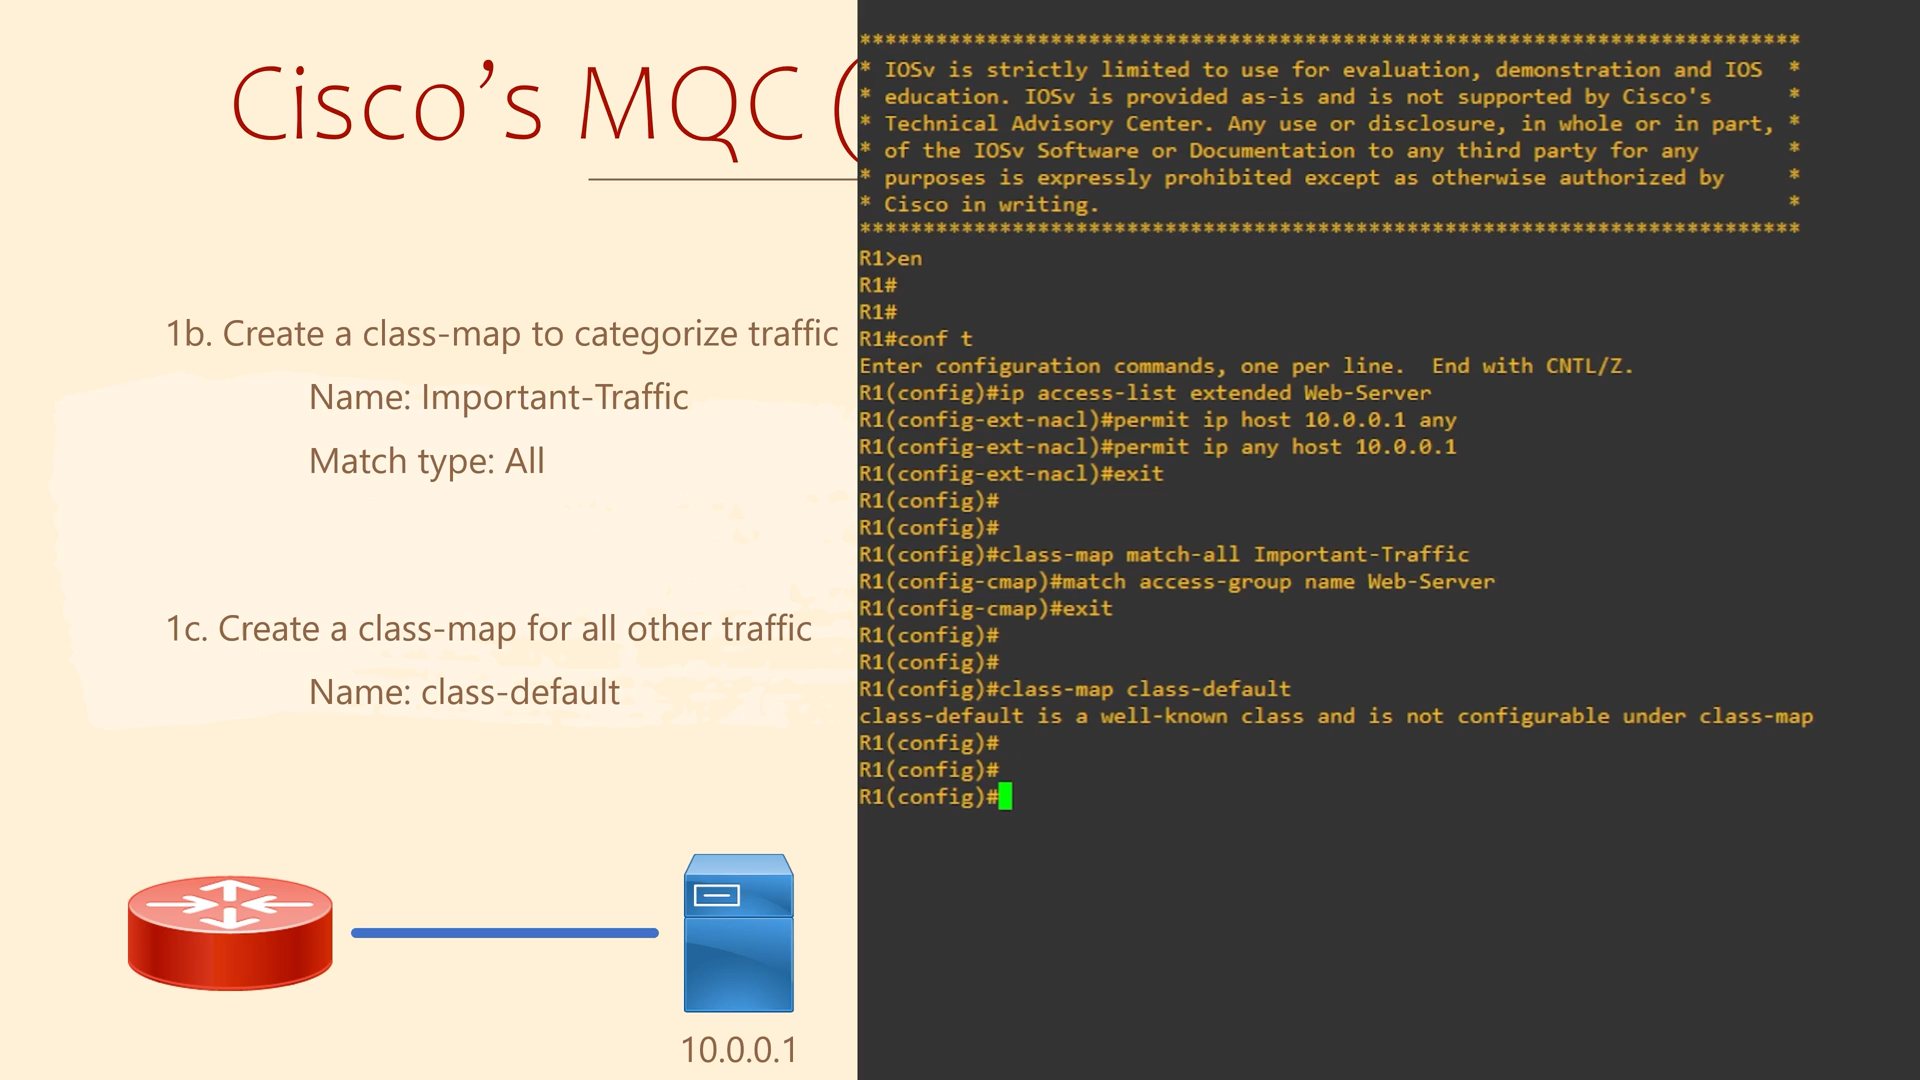 Cisco’s MQC (
1b. Create a class-map to categorize traffic
Name: Important-Traffic
Match type: All
1c. Create a class-map for all other traffic
Name: class-default
10.0.0.1
**************************************************************************
* IOSv is strictly limited to use for evaluation, demonstration and IOS  *
* education. IOSv is provided as-is and is not supported by Cisco's      *
* Technical Advisory Center. Any use or disclosure, in whole or in part, *
* of the IOSv Software or Documentation to any third party for any       *
* purposes is expressly prohibited except as otherwise authorized by     *
* Cisco in writing.                                                      *
**************************************************************************
R1>en
R1#
R1#
R1#conf t
Enter configuration commands, one per line.  End with CNTL/Z.
R1(config)#ip access-list extended Web-Server
R1(config-ext-nacl)#permit ip host 10.0.0.1 any
R1(config-ext-nacl)#permit ip any host 10.0.0.1
R1(config-ext-nacl)#exit
R1(config)#
R1(config)#
R1(config)#class-map match-all Important-Traffic
R1(config-cmap)#match access-group name Web-Server
R1(config-cmap)#exit
R1(config)#
R1(config)#
R1(config)#class-map class-default
class-default is a well-known class and is not configurable under class-map
R1(config)#
R1(config)#
R1(config)#